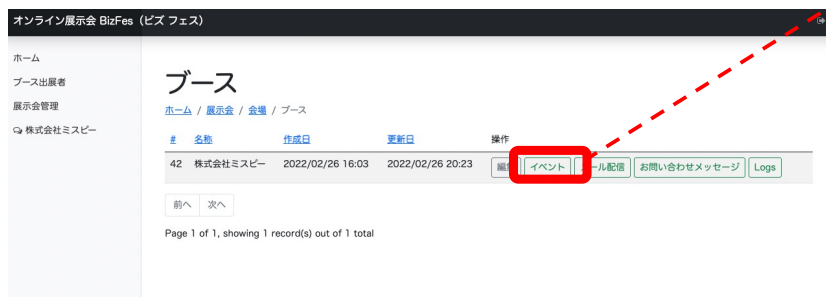 オンライン展示会 BizFes（ビズ フェス）
ホーム
ブース出展者
展示会管理
株式会社ミスピー
ブース
ホーム / 展示会 / 会場 / ブース
# 名称 作成日 更新日 操作
42 株式会社ミスピー 2022/02/26 16:03 2022/02/26 20:23 イベント ール配信 お問い合わせメッセージ Logs
前へ 次へ
Page 1 of 1, showing 1 record(s) out of 1 total